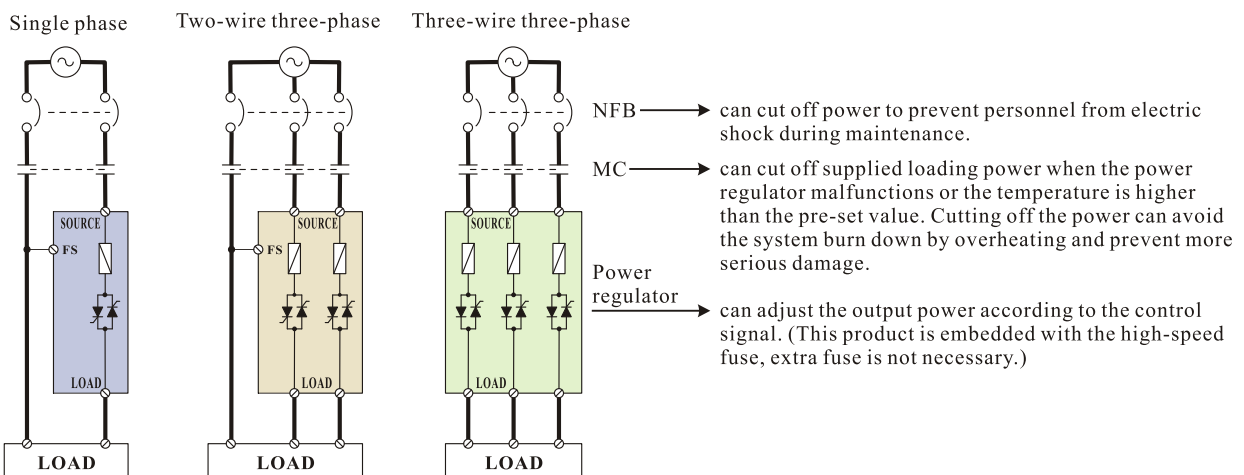 Single phase
Two-wire three-phase
Three-wire three-phase
NFB
can cut off power to prevent personnel from electric
shock during maintenance.
MC
can cut off supplied loading power when the power
regulator malfunctions or the temperature is higher
than the pre-set value. Cutting off the power can avoid
the system burn down by overheating and prevent more
serious damage.
SOURCE
FS
LOAD
SOURCE
FS
LOAD
SOURCE
LOAD
Power
regulator
can adjust the output power according to the control
signal. (This product is embedded with the high-speed
fuse, extra fuse is not necessary.)
LOAD
LOAD
LOAD